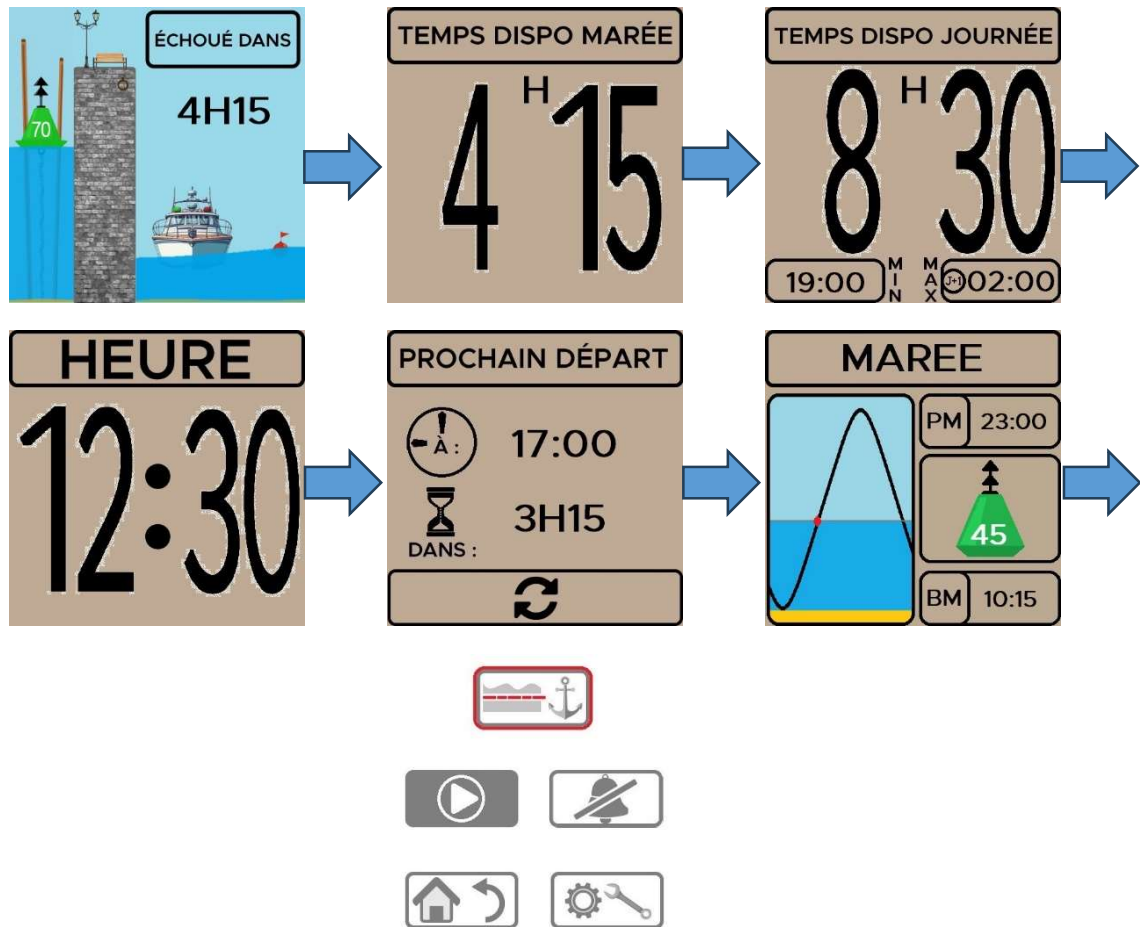 ÉCHOUÉ DANS
4H15
70
TEMPS DISPO MARÉE
4 H 15
TEMPS DISPO JOURNÉE
8 H 30
19:00 MIN MAX J+1 02:00
HEURE
12:30
PROCHAIN DÉPART
À : 17:00
3H15
DANS :
MAREE
PM 23:00
45
BM 10:15